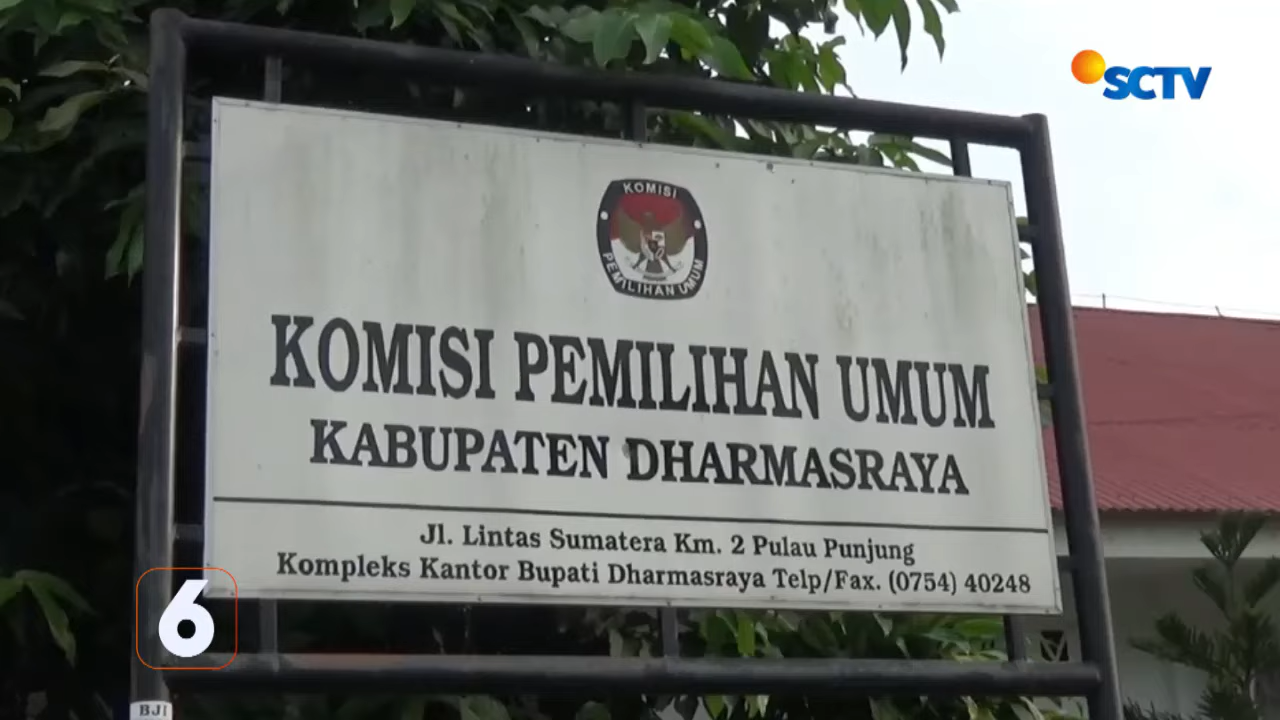 SCTV
KOMISI
PEMILIHAN UMUM
KOMISI PEMILIHAN UMUM
KABUPATEN DHARMASRAYA
Jl. Lintas Sumatera Km. 2 Pulau Punjung
Kompleks Kantor Bupati Dharmasraya Telp/Fax. (0754) 40248
6
BJI